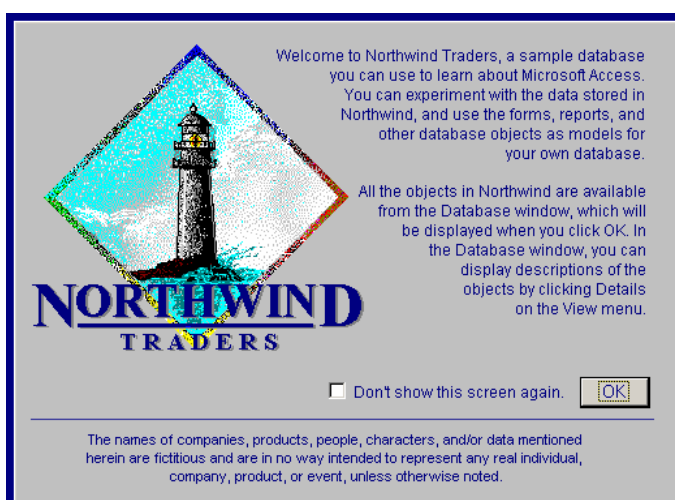 Welcome to Northwind Traders, a sample database
you can use to learn about Microsoft Access.
You can experiment with the data stored in
Northwind, and use the forms, reports, and
other database objects as models for
your own database.
All the objects in Northwind are available
from the Database window, which will
be displayed when you click OK. In
the Database window, you can
display descriptions of the
objects by clicking Details
on the View menu.
NORTHWIND
TRADERS
Don't show this screen again.
OK
The names of companies, products, people, characters, and/or data mentioned
herein are fictitious and are in no way intended to represent any real individual,
company, product, or event, unless otherwise noted.